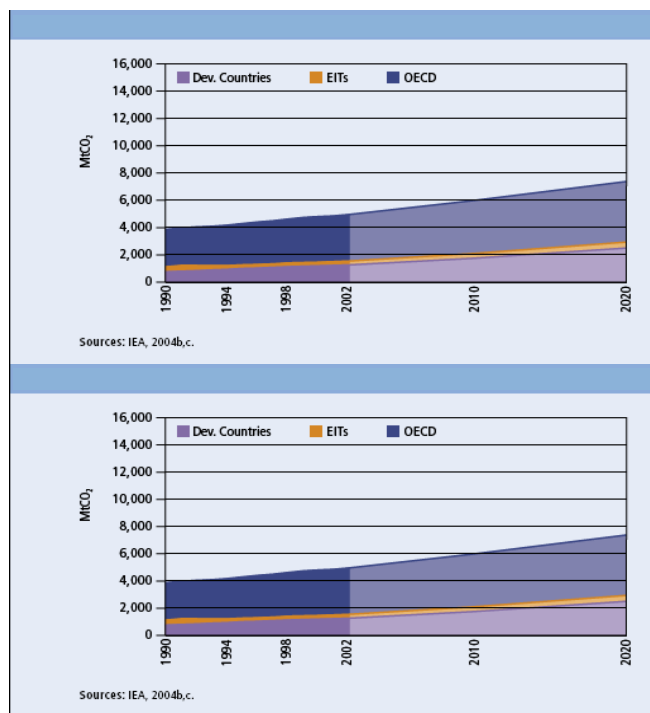 16,000
Dev. Countries EITs OECD
14,000
12,000
10,000
MtCO₂
8,000
6,000
4,000
2,000
0
1990 1994 1998 2002 2010 2020
Sources: IEA, 2004b,c.
16,000
Dev. Countries EITs OECD
14,000
12,000
10,000
MtCO₂
8,000
6,000
4,000
2,000
0
1990 1994 1998 2002 2010 2020
Sources: IEA, 2004b,c.